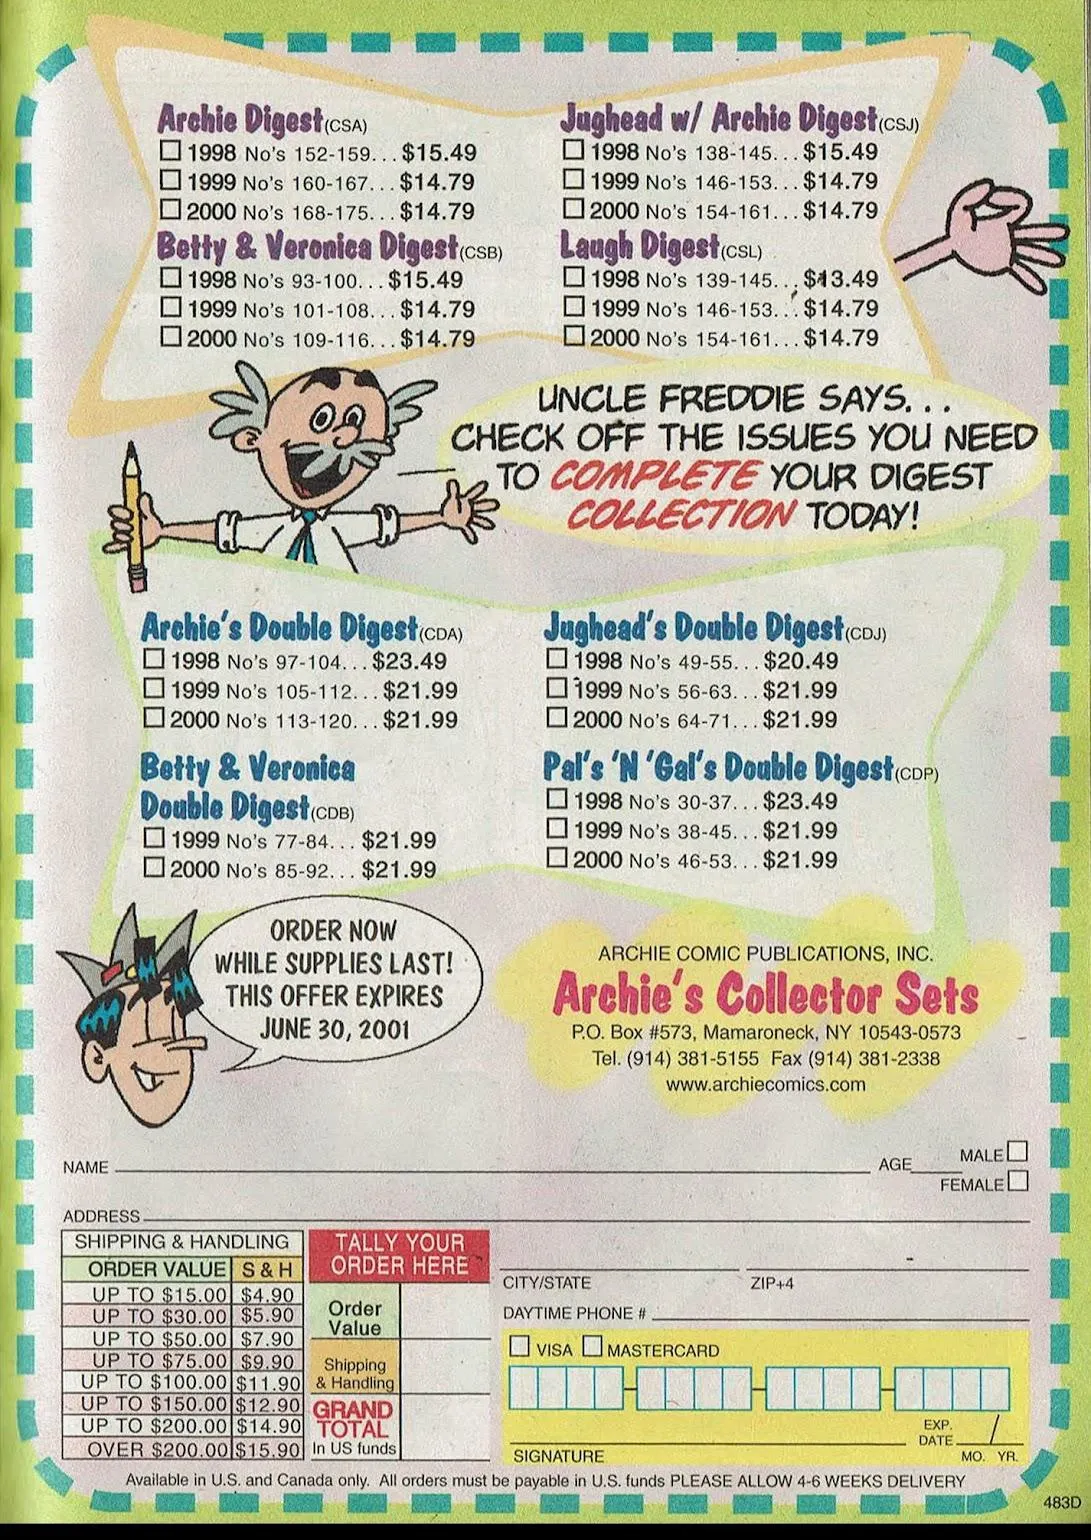 Archie Digest(CSA)
1998 No's 152-159... $15.49
1999 No's 160-167... $14.79
2000 No's 168-175... $14.79
Betty & Veronica Digest(CSB)
1998 No's 93-100... $15.49
1999 No's 101-108... $14.79
2000 No's 109-116... $14.79
Jughead w/ Archie Digest(CSJ)
1998 No's 138-145... $15.49
1999 No's 146-153... $14.79
2000 No's 154-161... $14.79
Laugh Digest(CSL)
1998 No's 139-145... $13.49
1999 No's 146-153... $14.79
2000 No's 154-161... $14.79
UNCLE FREDDIE SAYS...
CHECK OFF THE ISSUES YOU NEED
TO COMPLETE YOUR DIGEST
COLLECTION TODAY!
Archie's Double Digest(CDA)
1998 No's 97-104... $23.49
1999 No's 105-112... $21.99
2000 No's 113-120... $21.99
Betty & Veronica
Double Digest(CDB)
1999 No's 77-84... $21.99
2000 No's 85-92... $21.99
Jughead's Double Digest(CDJ)
1998 No's 49-55... $20.49
1999 No's 56-63... $21.99
2000 No's 64-71... $21.99
Pal's 'N 'Gal's Double Digest(CDP)
1998 No's 30-37... $23.49
1999 No's 38-45... $21.99
2000 No's 46-53... $21.99
ORDER NOW
WHILE SUPPLIES LAST!
THIS OFFER EXPIRES
JUNE 30, 2001
ARCHIE COMIC PUBLICATIONS, INC.
Archie's Collector Sets
P.O. Box #573, Mamaroneck, NY 10543-0573
Tel. (914) 381-5155 Fax (914) 381-2338
www.archiecomics.com
NAME AGE MALE
FEMALE
ADDRESS
SHIPPING & HANDLING
ORDER VALUE S & H
UP TO $15.00 $4.90
UP TO $30.00 $5.90
UP TO $50.00 $7.90
UP TO $75.00 $9.90
UP TO $100.00 $11.90
UP TO $150.00 $12.90
UP TO $200.00 $14.90
OVER $200.00 $15.90
TALLY YOUR
ORDER HERE
Order
Value
Shipping
& Handling
GRAND
TOTAL
In US funds
CITY/STATE ZIP+4
DAYTIME PHONE #
VISA MASTERCARD
EXP.
DATE /
SIGNATURE MO. YR.
Available in U.S. and Canada only. All orders must be payable in U.S. funds PLEASE ALLOW 4-6 WEEKS DELIVERY
483D